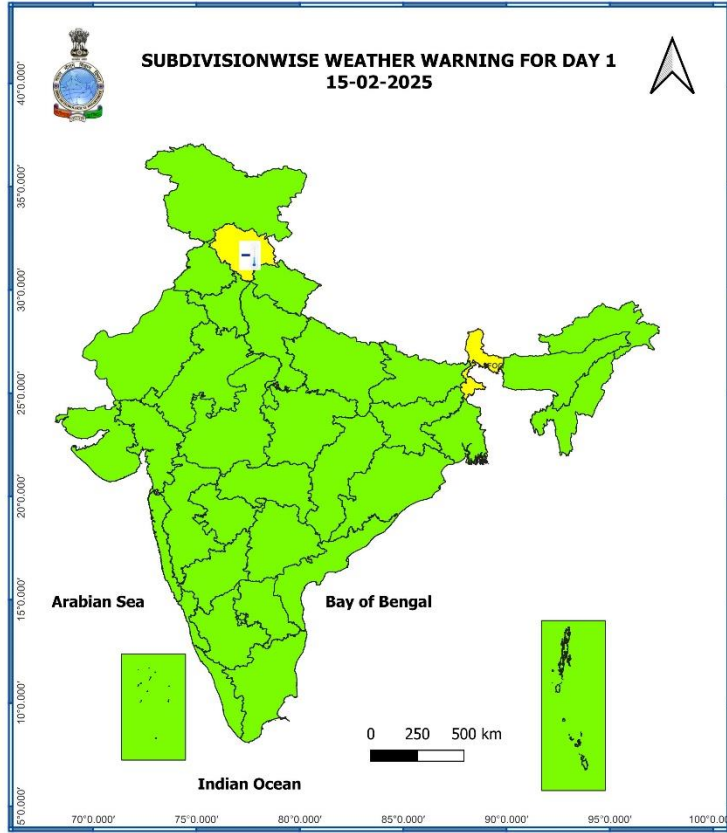 SUBDIVISIONWISE WEATHER WARNING FOR DAY 1
15-02-2025
40°0.000'
35°0.000'
30°0.000'
25°0.000'
20°0.000'
15°0.000'
10°0.000'
5°0.000'
Arabian Sea
Bay of Bengal
0 250 500 km
Indian Ocean
70°0.000' 75°0.000' 80°0.000' 85°0.000' 90°0.000' 95°0.000' 100°0.0